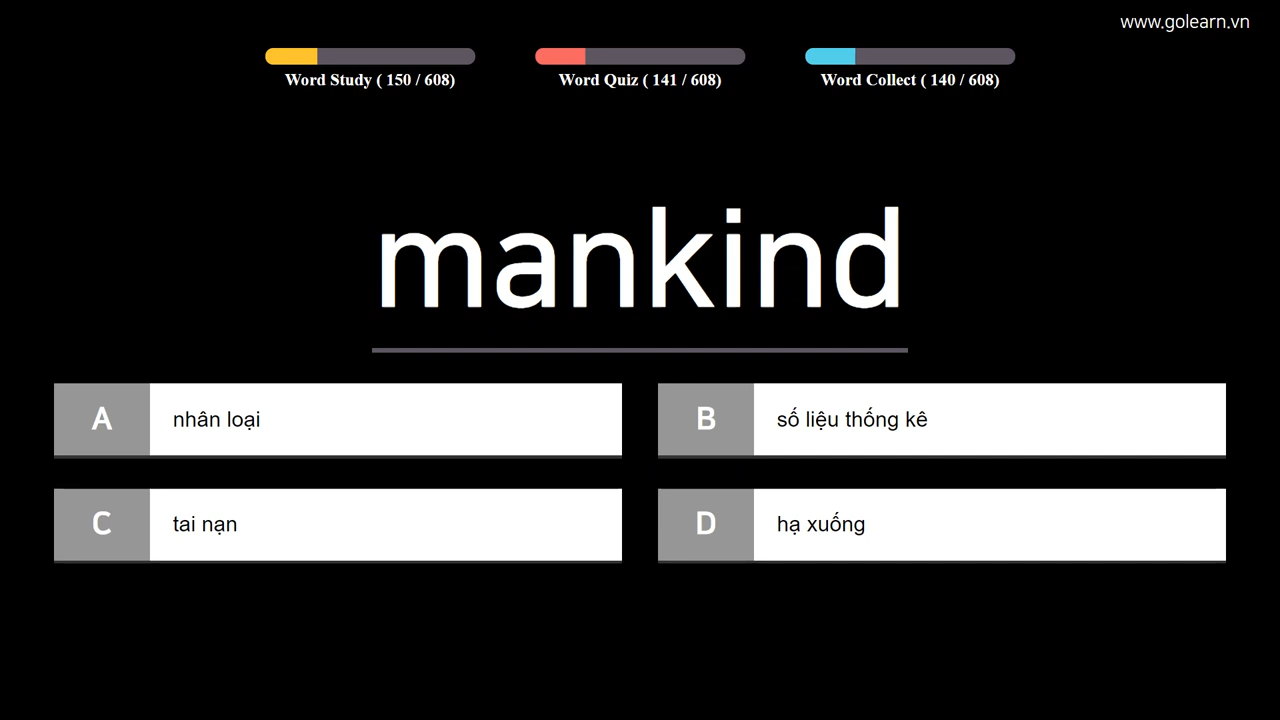 www.golearn.vn
Word Study ( 150 / 608)
Word Quiz ( 141 / 608)
Word Collect ( 140 / 608)
mankind
A nhân loại
B số liệu thống kê
C tai nạn
D hạ xuống